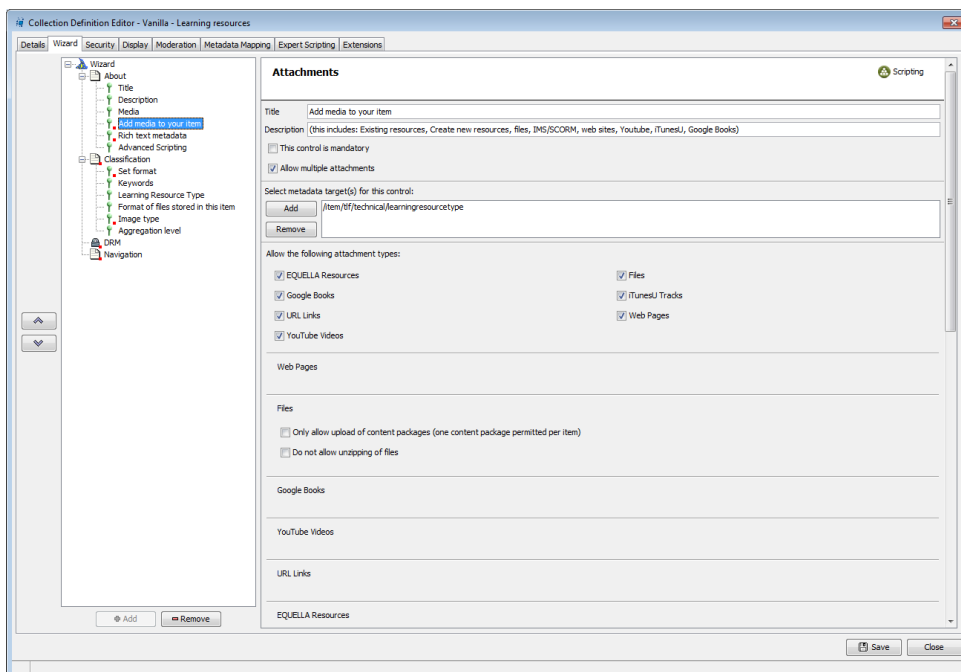 Collection Definition Editor - Vanilla - Learning resources
Details Wizard Security Display Moderation Metadata Mapping Expert Scripting Extensions
Wizard
About
Title
Description
Media
Add media to your item
Rich text metadata
Advanced Scripting
Classification
Set format
Keywords
Learning Resource Type
Format of files stored in this item
Image type
Aggregation level
DRM
Navigation
Add Remove
Attachments
Scripting
Title Add media to your item
Description (this includes: Existing resources, Create new resources, files, IMS/SCORM, web sites, Youtube, iTunesU, Google Books)
This control is mandatory
Allow multiple attachments
Select metadata target(s) for this control:
Add /item/tlf/technical/learningresourcetype
Remove
Allow the following attachment types:
EQUELLA Resources Files
Google Books iTunesU Tracks
URL Links Web Pages
YouTube Videos
Web Pages
Files
Only allow upload of content packages (one content package permitted per item)
Do not allow unzipping of files
Google Books
YouTube Videos
URL Links
EQUELLA Resources
Save Close